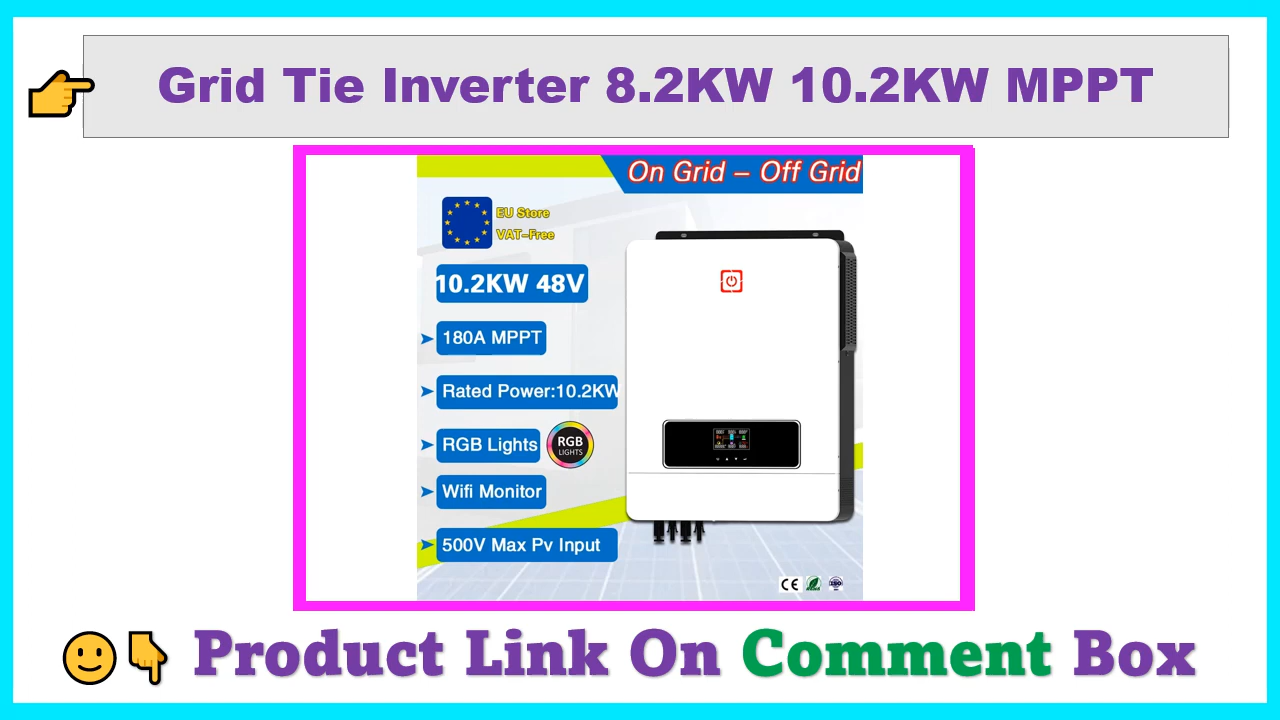 Grid Tie Inverter 8.2KW 10.2KW MPPT
On Grid – Off Grid
EU Store
VAT-Free
10.2KW 48V
180A MPPT
Rated Power:10.2KW
RGB Lights
RGB
LIGHTS
Wifi Monitor
500V Max Pv Input
CE
Product Link On Comment Box